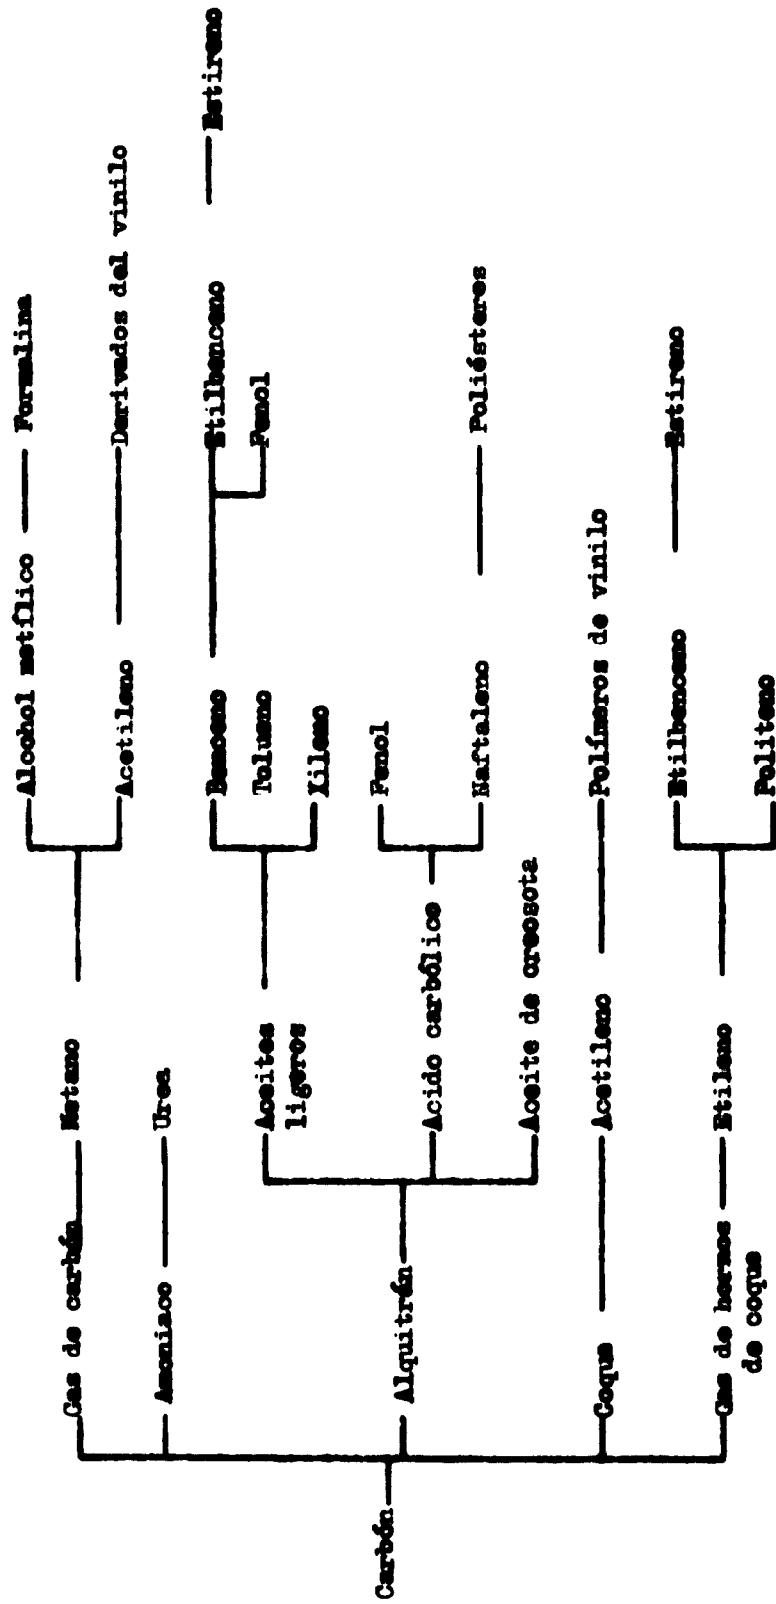 Carbón
Gas de carbón
Metano
Alcohol metílico
Formalina
Acetileno
Derivados del vinilo
Amoniaco
Urea
Alquitrán
Aceites
ligeros
Benceno
Etilbenceno
Estireno
Fenol
Tolueno
Xileno
Acido carbólico
Fenol
Naftaleno
Poliésteres
Aceite de creosota
Coque
Acetileno
Polímeros de vinilo
Gas de hornos
de coque
Etileno
Etilbenceno
Estireno
Politeno